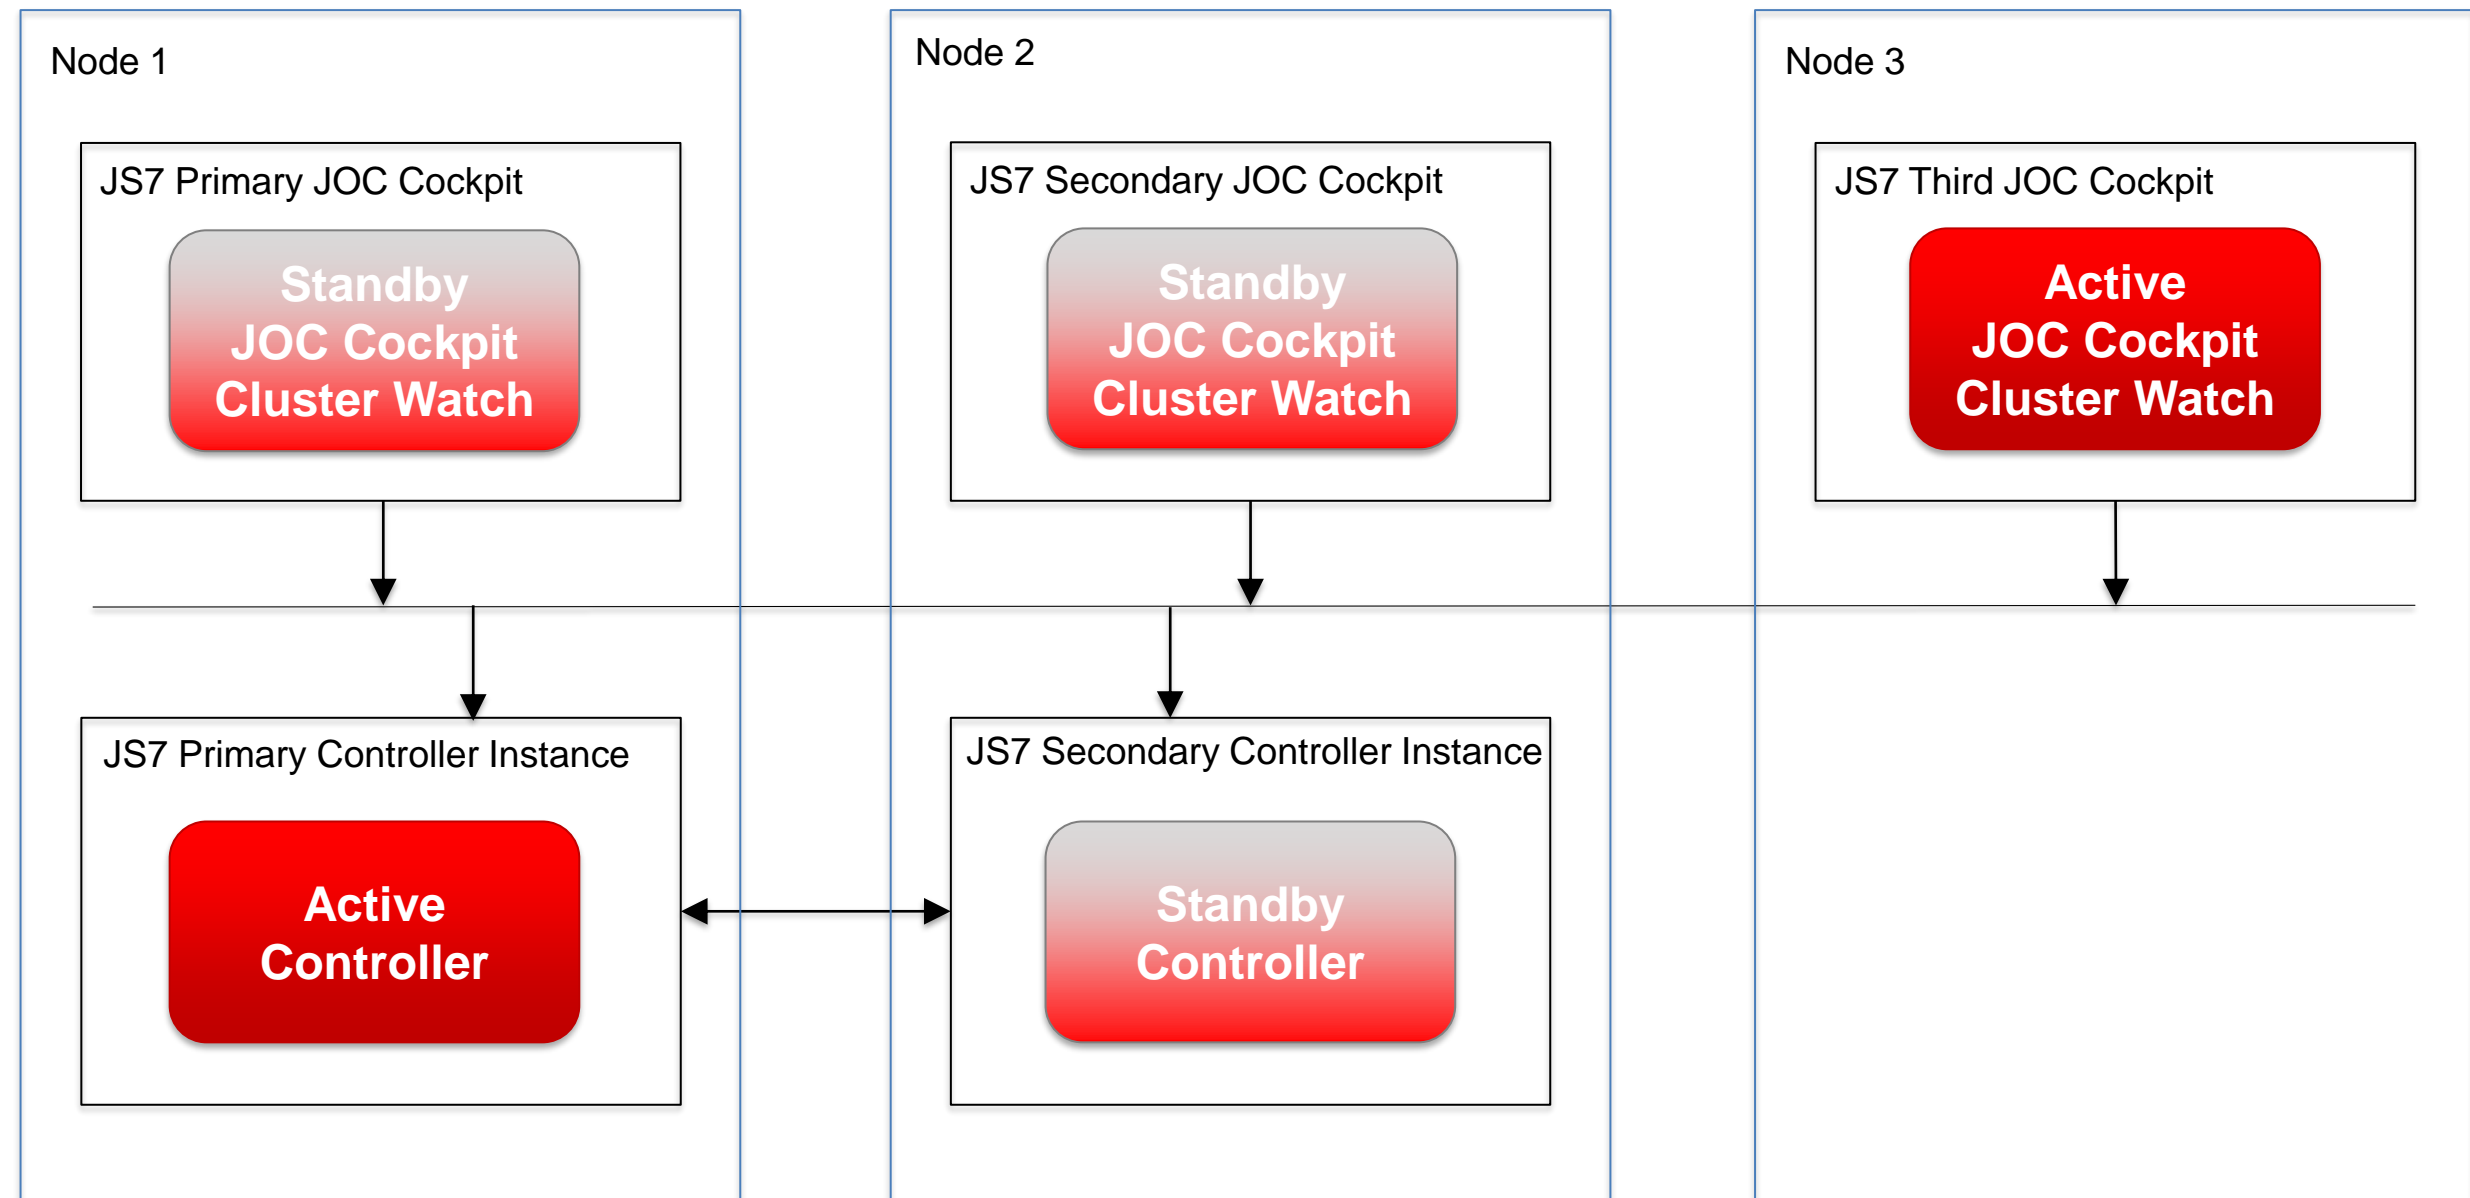 Node 1
Node 2
Node 3
JS7 Primary JOC Cockpit
Standby
JOC Cockpit
Cluster Watch
JS7 Secondary JOC Cockpit
Standby
JOC Cockpit
Cluster Watch
JS7 Third JOC Cockpit
Active
JOC Cockpit
Cluster Watch
JS7 Primary Controller Instance
Active
Controller
JS7 Secondary Controller Instance
Standby
Controller